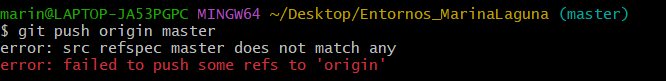 marin@LAPTOP-JA53PGPC MINGW64 ~/Desktop/Entornos_MarinaLaguna (master)
$ git push origin master
error: src refspec master does not match any
error: failed to push some refs to 'origin'